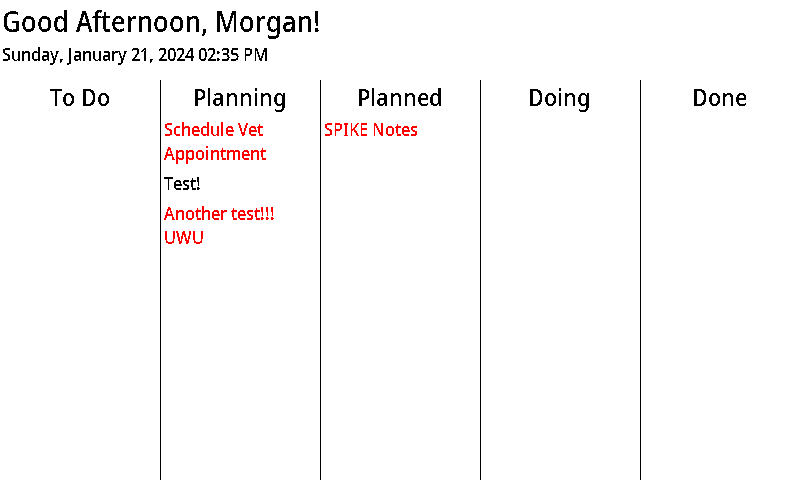 Good Afternoon, Morgan!
Sunday, January 21, 2024 02:35 PM
To Do
Planning
Schedule Vet
Appointment
Test!
Another test!!!
UWU
Planned
SPIKE Notes
Doing
Done